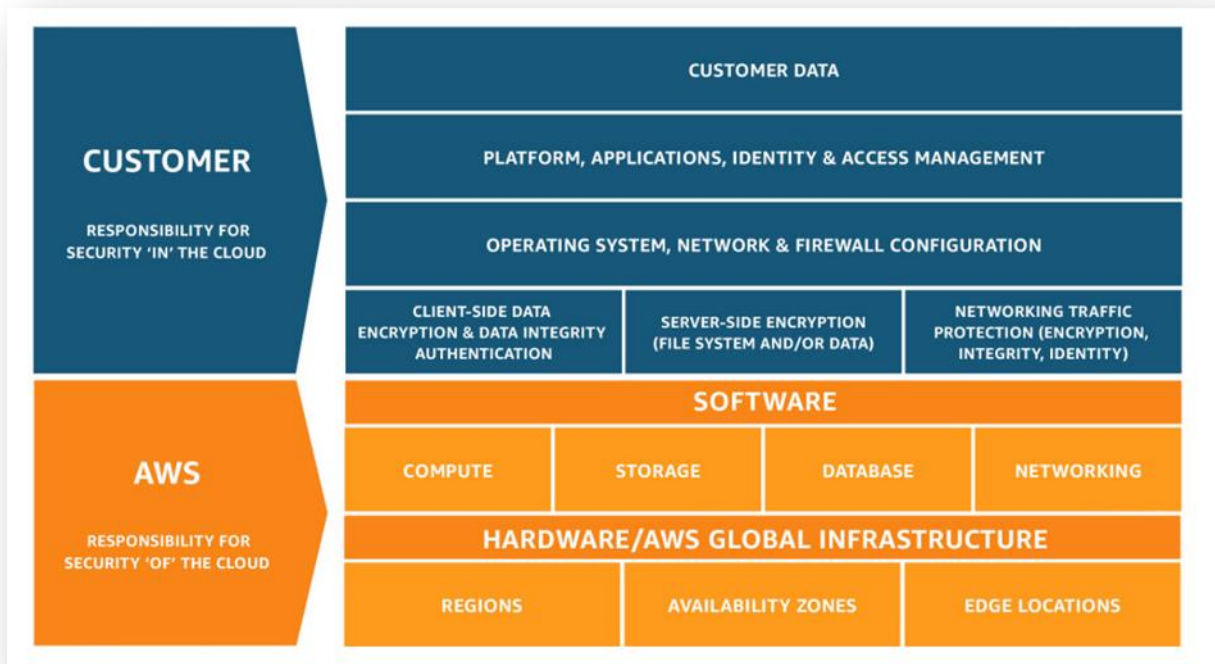 CUSTOMER
RESPONSIBILITY FOR
SECURITY ‘IN’ THE CLOUD
CUSTOMER DATA
PLATFORM, APPLICATIONS, IDENTITY & ACCESS MANAGEMENT
OPERATING SYSTEM, NETWORK & FIREWALL CONFIGURATION
CLIENT-SIDE DATA
ENCRYPTION & DATA INTEGRITY
AUTHENTICATION
SERVER-SIDE ENCRYPTION
(FILE SYSTEM AND/OR DATA)
NETWORKING TRAFFIC
PROTECTION (ENCRYPTION,
INTEGRITY, IDENTITY)
AWS
RESPONSIBILITY FOR
SECURITY ‘OF’ THE CLOUD
SOFTWARE
COMPUTE
STORAGE
DATABASE
NETWORKING
HARDWARE/AWS GLOBAL INFRASTRUCTURE
REGIONS
AVAILABILITY ZONES
EDGE LOCATIONS